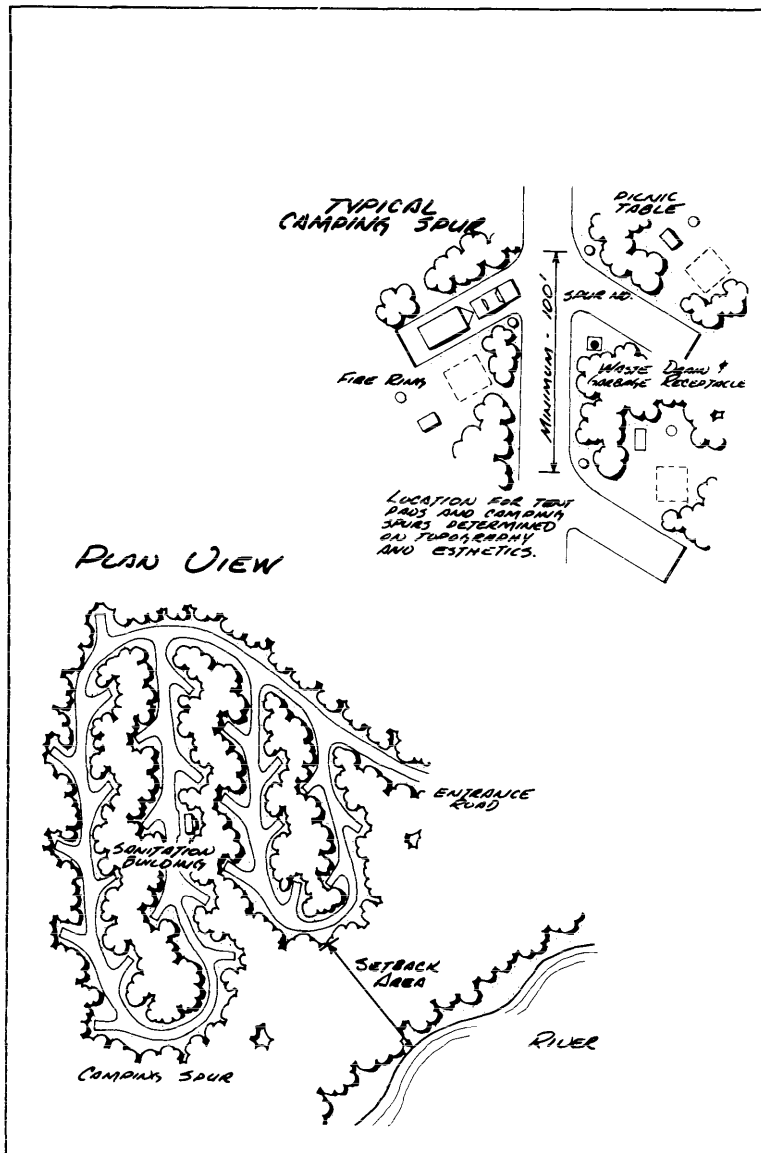 TYPICAL
CAMPING SPUR
PICNIC
TABLE
SPUR NO.
MINIMUM - 100'
FIRE RING
WASTE DRAIN &
GARBAGE RECEPTACLE
LOCATION FOR TENT
PADS AND CAMPING
SPURS DETERMINED
ON TOPOGRAPHY
AND ESTHETICS.
PLAN VIEW
ENTRANCE
ROAD
SANITATION
BUILDING
SETBACK
AREA
RIVER
CAMPING SPUR